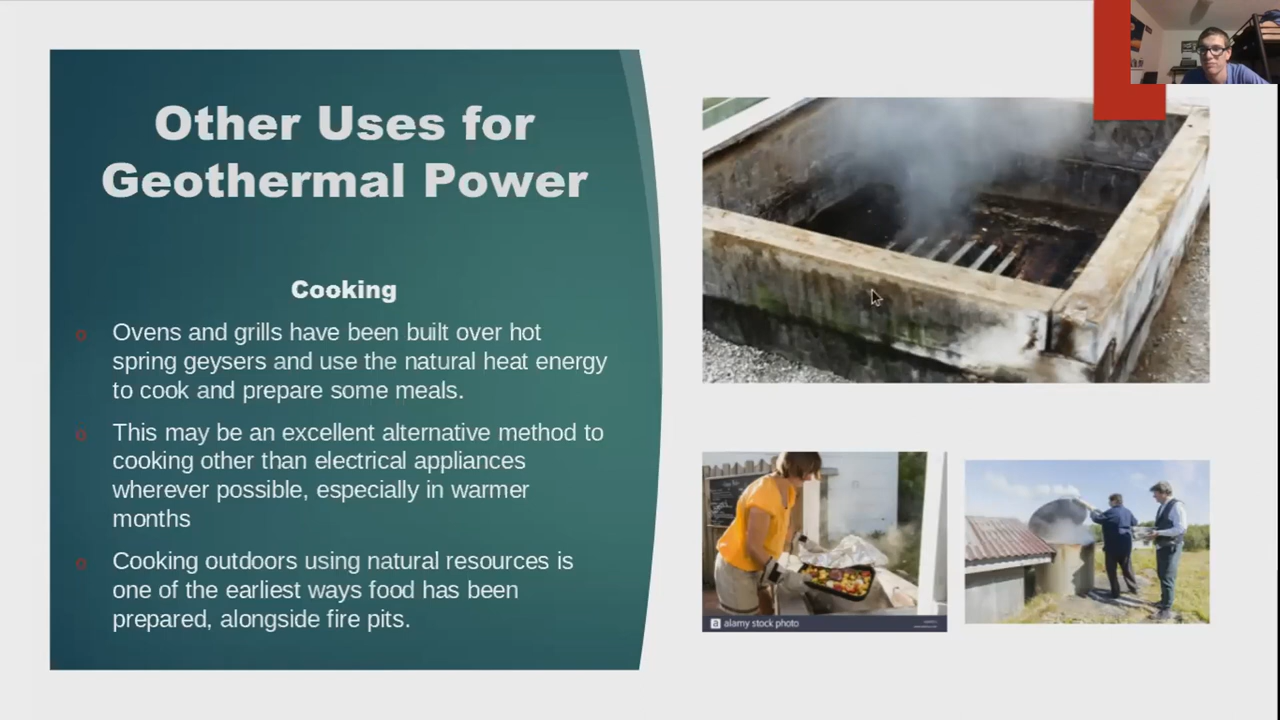 Other Uses for
Geothermal Power
Cooking
o Ovens and grills have been built over hot
spring geysers and use the natural heat energy
to cook and prepare some meals.
o This may be an excellent alternative method to
cooking other than electrical appliances
wherever possible, especially in warmer
months
o Cooking outdoors using natural resources is
one of the earliest ways food has been
prepared, alongside fire pits.
a alamy stock photo